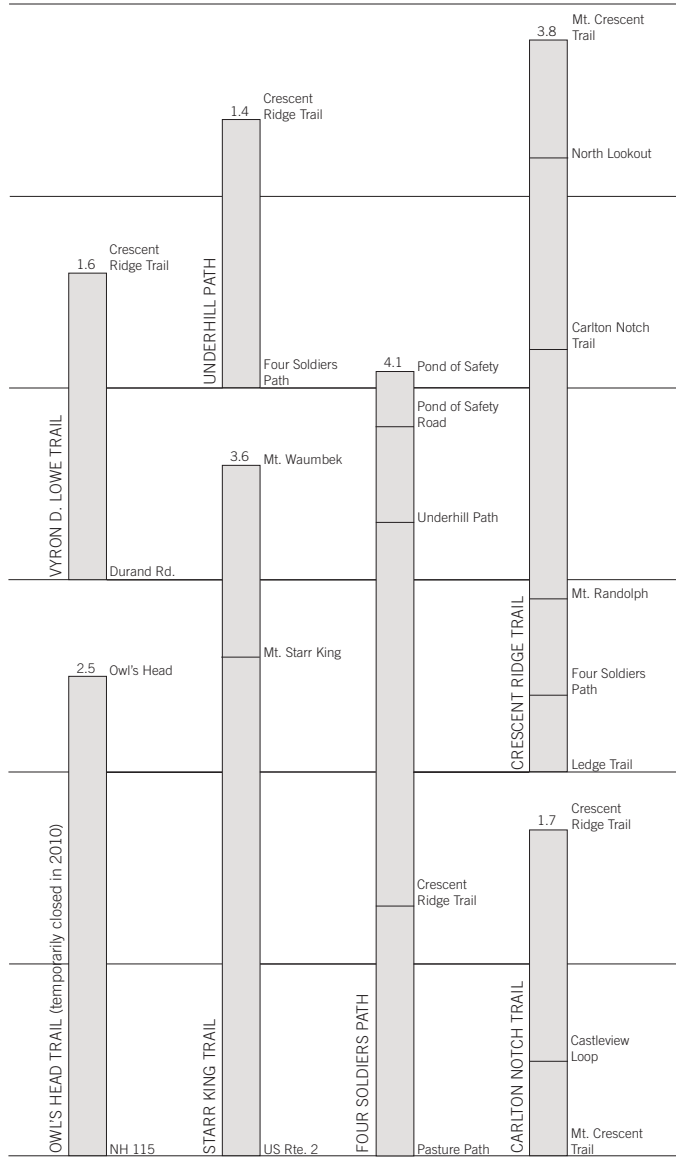 3.8
Mt. Crescent
Trail
North Lookout
Carlton Notch
Trail
Mt. Randolph
Four Soldiers
Path
Ledge Trail
CRESCENT RIDGE TRAIL
1.4
Crescent
Ridge Trail
UNDERHILL PATH
Four Soldiers
Path
1.6
Crescent
Ridge Trail
VYRON D. LOWE TRAIL
Durand Rd.
4.1
Pond of Safety
Pond of Safety
Road
Underhill Path
Crescent
Ridge Trail
FOUR SOLDIERS PATH
Pasture Path
3.6
Mt. Waumbek
Mt. Starr King
STARR KING TRAIL
US Rte. 2
2.5
Owl's Head
OWL'S HEAD TRAIL (temporarily closed in 2010)
NH 115
1.7
Crescent
Ridge Trail
Castleview
Loop
CARLTON NOTCH TRAIL
Mt. Crescent
Trail